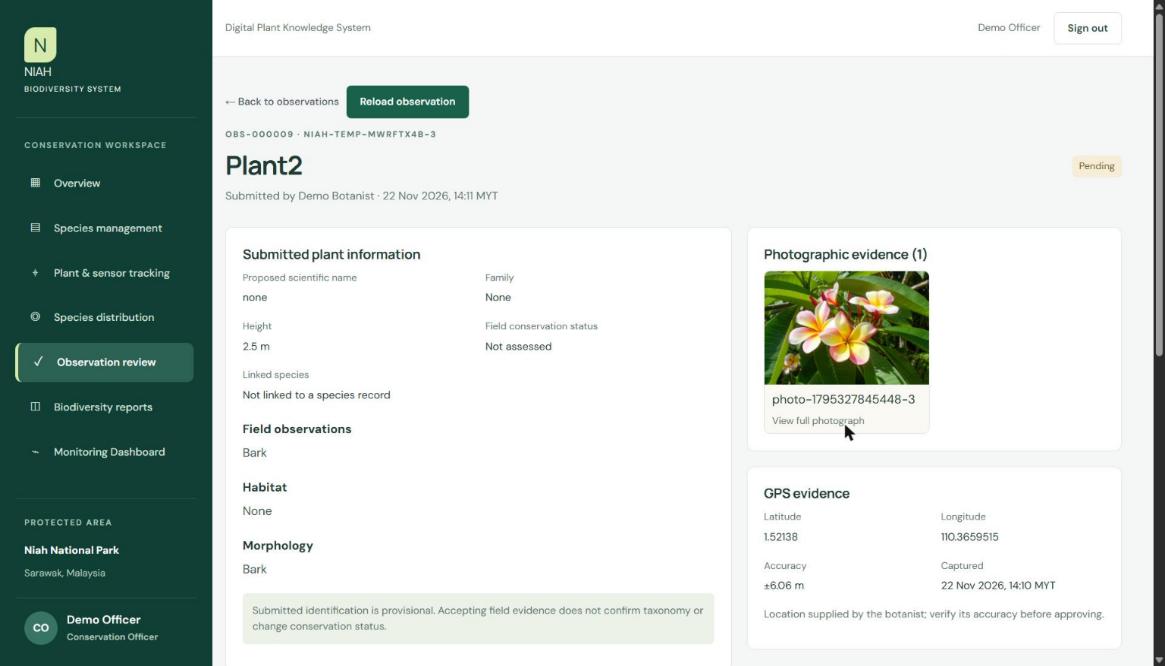 N
NIAH
BIODIVERSITY SYSTEM
CONSERVATION WORKSPACE
Overview
Species management
Plant & sensor tracking
Species distribution
Observation review
Biodiversity reports
Monitoring Dashboard
PROTECTED AREA
Niah National Park
Sarawak, Malaysia
CO
Demo Officer
Conservation Officer
Digital Plant Knowledge System
Demo Officer
Sign out
← Back to observations
Reload observation
OBS-000009 · NIAH-TEMP-MWRFTX4B-3
Plant2
Pending
Submitted by Demo Botanist · 22 Nov 2026, 14:11 MYT
Submitted plant information
Proposed scientific name
none
Family
None
Height
2.5 m
Field conservation status
Not assessed
Linked species
Not linked to a species record
Field observations
Bark
Habitat
None
Morphology
Bark
Submitted identification is provisional. Accepting field evidence does not confirm taxonomy or
change conservation status.
Photographic evidence (1)
photo-1795327845448-3
View full photograph
GPS evidence
Latitude
1.52138
Longitude
110.3659515
Accuracy
±6.06 m
Captured
22 Nov 2026, 14:10 MYT
Location supplied by the botanist; verify its accuracy before approving.